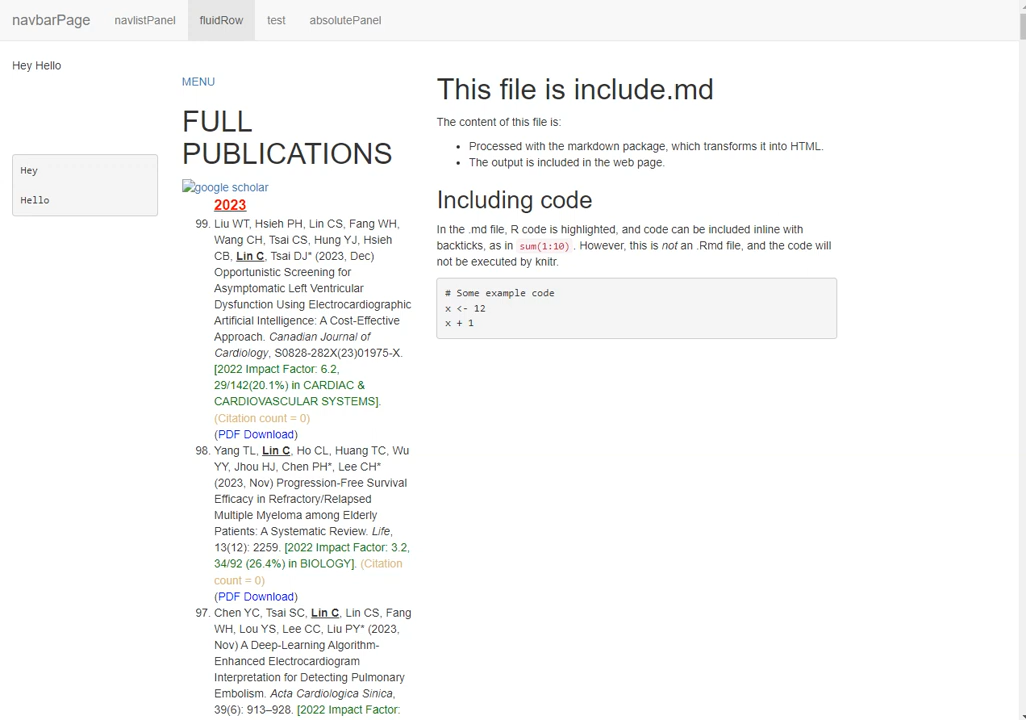 navbarPage navlistPanel fluidRow test absolutePanel
Hey Hello
Hey
Hello
MENU
FULL
PUBLICATIONS
google scholar
2023
99. Liu WT, Hsieh PH, Lin CS, Fang WH,
Wang CH, Tsai CS, Hung YJ, Hsieh
CB, Lin C, Tsai DJ* (2023, Dec)
Opportunistic Screening for
Asymptomatic Left Ventricular
Dysfunction Using Electrocardiographic
Artificial Intelligence: A Cost-Effective
Approach. Canadian Journal of
Cardiology, S0828-282X(23)01975-X.
[2022 Impact Factor: 6.2,
29/142(20.1%) in CARDIAC &
CARDIOVASCULAR SYSTEMS].
(Citation count = 0)
(PDF Download)
98. Yang TL, Lin C, Ho CL, Huang TC, Wu
YY, Jhou HJ, Chen PH*, Lee CH*
(2023, Nov) Progression-Free Survival
Efficacy in Refractory/Relapsed
Multiple Myeloma among Elderly
Patients: A Systematic Review. Life,
13(12): 2259. [2022 Impact Factor: 3.2,
34/92 (26.4%) in BIOLOGY]. (Citation
count = 0)
(PDF Download)
97. Chen YC, Tsai SC, Lin C, Lin CS, Fang
WH, Lou YS, Lee CC, Liu PY* (2023,
Nov) A Deep-Learning Algorithm-
Enhanced Electrocardiogram
Interpretation for Detecting Pulmonary
Embolism. Acta Cardiologica Sinica,
39(6): 913–928. [2022 Impact Factor:
This file is include.md
The content of this file is:
• Processed with the markdown package, which transforms it into HTML.
• The output is included in the web page.
Including code
In the .md file, R code is highlighted, and code can be included inline with
backticks, as in sum(1:10) . However, this is not an .Rmd file, and the code will
not be executed by knitr.
# Some example code
x <- 12
x + 1